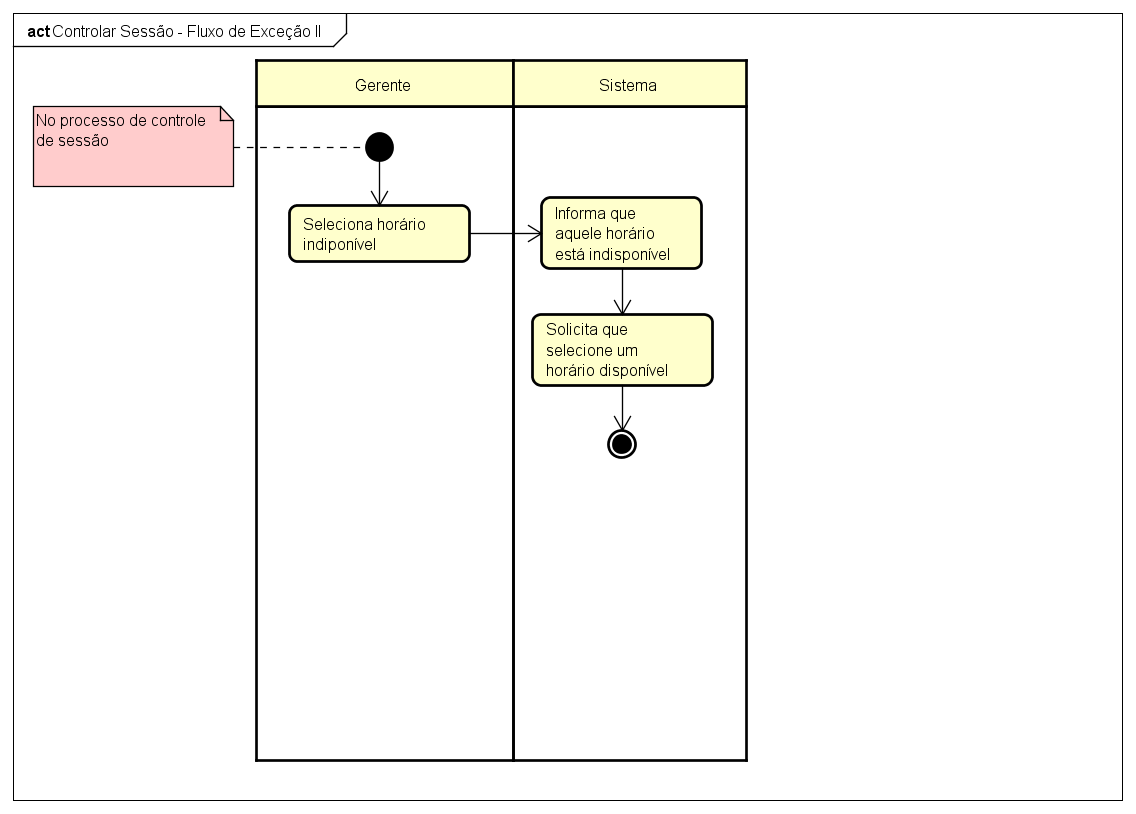 act Controlar Sessão - Fluxo de Exceção II
Gerente
Sistema
No processo de controle
de sessão
Seleciona horário
indiponível
Informa que
aquele horário
está indisponível
Solicita que
selecione um
horário disponível